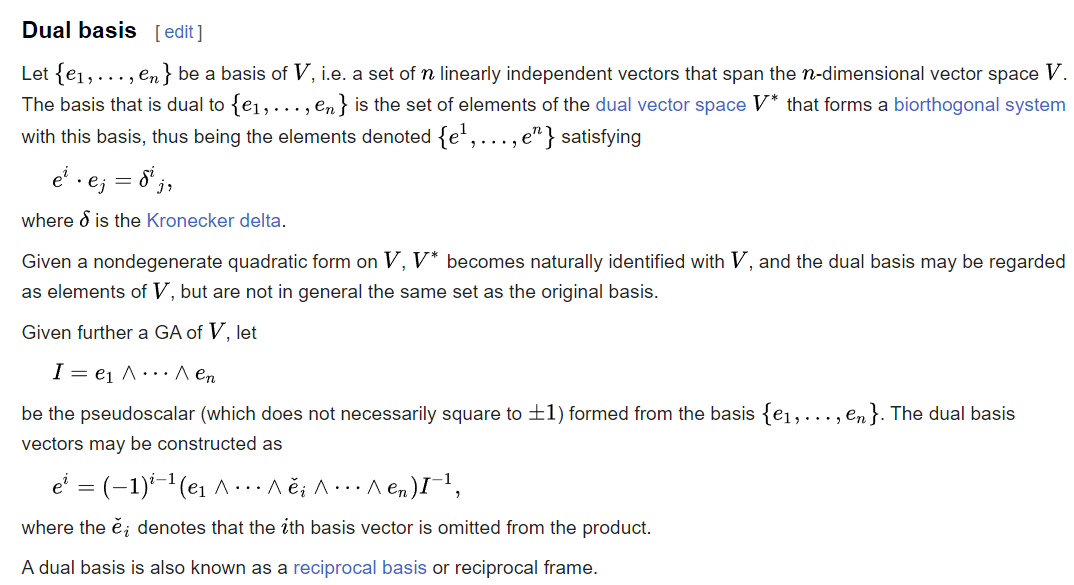 Dual basis [ edit ]
Let {e₁, . . . , eₙ} be a basis of V, i.e. a set of n linearly independent vectors that span the n-dimensional vector space V.
The basis that is dual to {e₁, . . . , eₙ} is the set of elements of the dual vector space V* that forms a biorthogonal system
with this basis, thus being the elements denoted {e¹, . . . , eⁿ} satisfying
eⁱ · eⱼ = δⁱⱼ,
where δ is the Kronecker delta.
Given a nondegenerate quadratic form on V, V* becomes naturally identified with V, and the dual basis may be regarded
as elements of V, but are not in general the same set as the original basis.
Given further a GA of V, let
I = e₁ ∧ · · · ∧ eₙ
be the pseudoscalar (which does not necessarily square to ±1) formed from the basis {e₁, . . . , eₙ}. The dual basis
vectors may be constructed as
eⁱ = (−1)ⁱ⁻¹(e₁ ∧ · · · ∧ ěᵢ ∧ · · · ∧ eₙ)I⁻¹,
where the ěᵢ denotes that the ith basis vector is omitted from the product.
A dual basis is also known as a reciprocal basis or reciprocal frame.